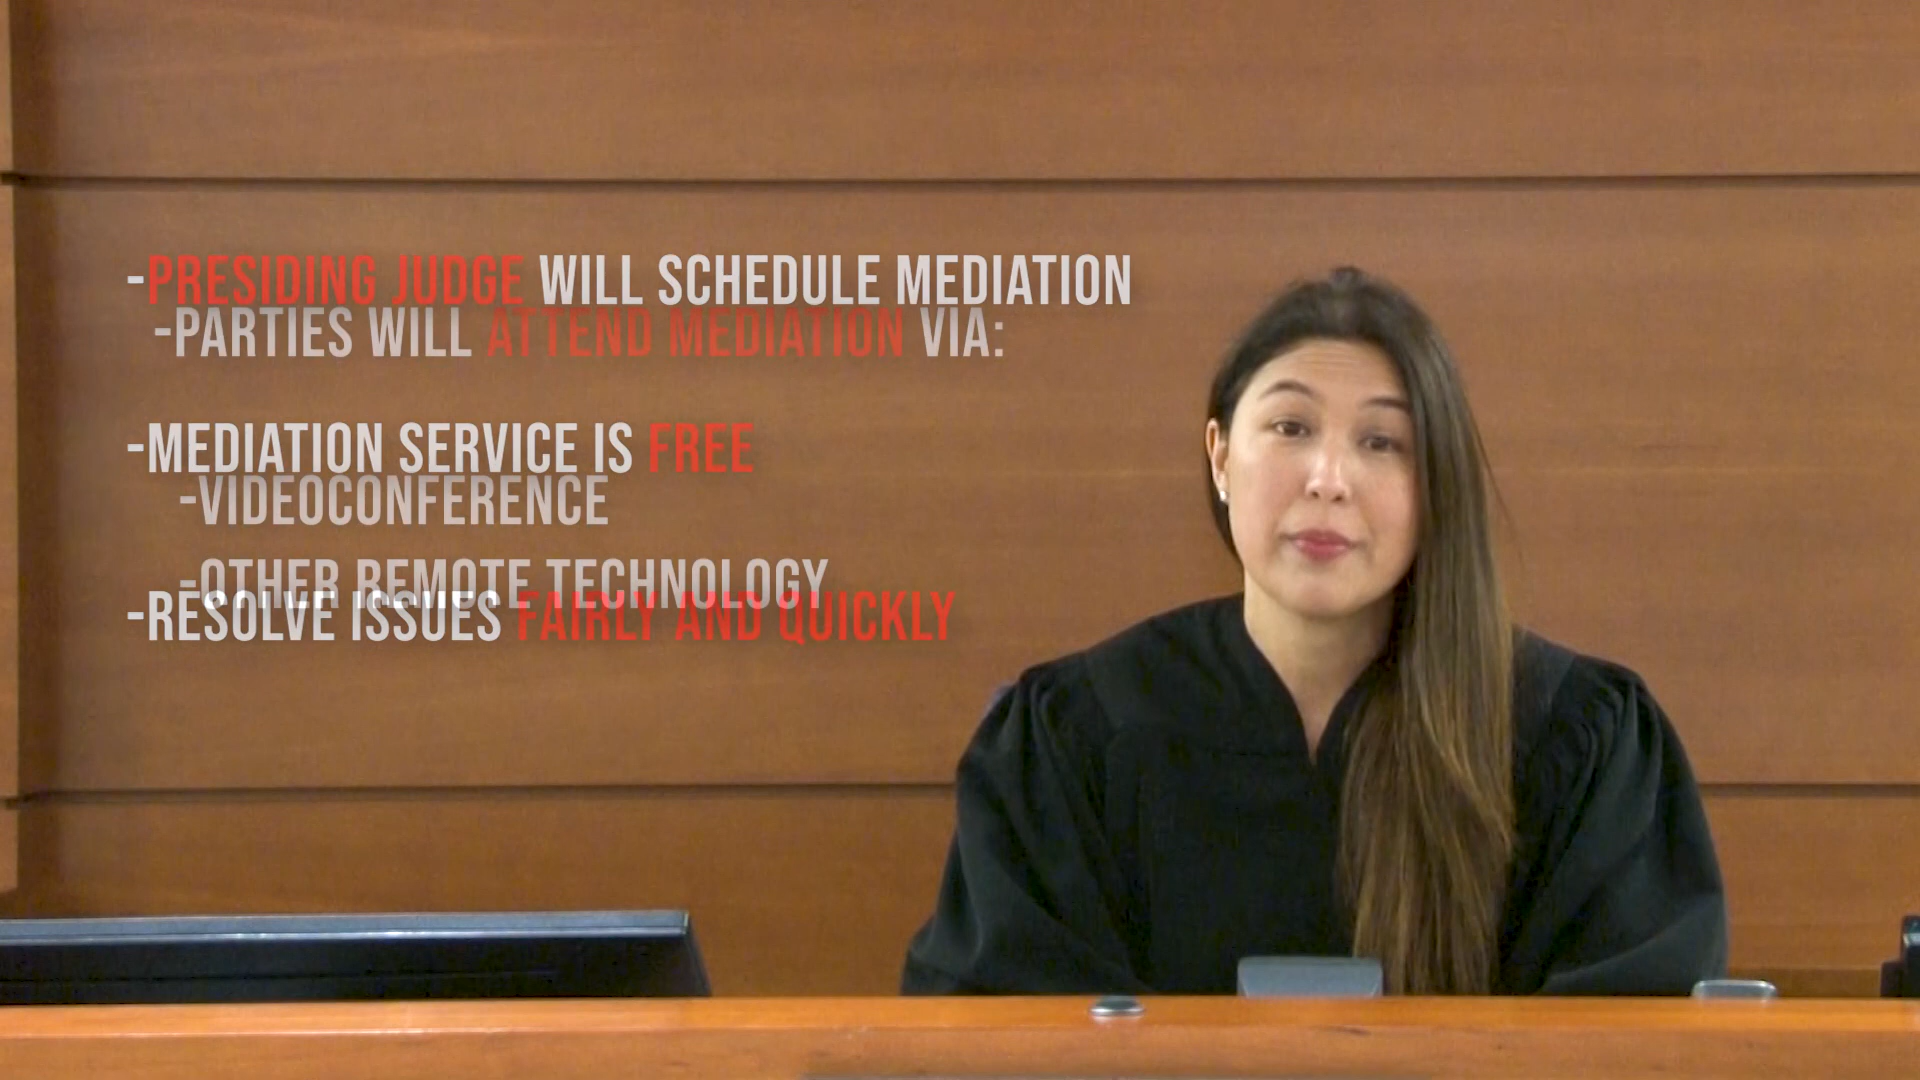 -PRESIDING JUDGE WILL SCHEDULE MEDIATION
-PARTIES WILL ATTEND MEDIATION VIA:
-MEDIATION SERVICE IS FREE
-VIDEOCONFERENCE
-OTHER REMOTE TECHNOLOGY
-RESOLVE ISSUES FAIRLY AND QUICKLY